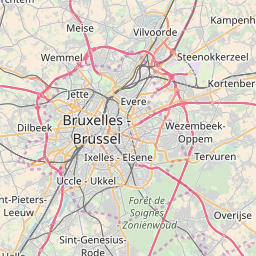 Kampenh
Meise
Vilvoorde
Wemmel
Steenokkerzeel
Jette
Evere
Kortenber
Dilbeek
Bruxelles -
Brussel
Wezembeek-
Oppem
Ixelles - Elsene
Tervuren
Uccle - Ukkel
Sint-Pieters-
Leeuw
Forêt de
Soignes
Zoniënwoud
Overijse
Sint-Genesius-
Rode